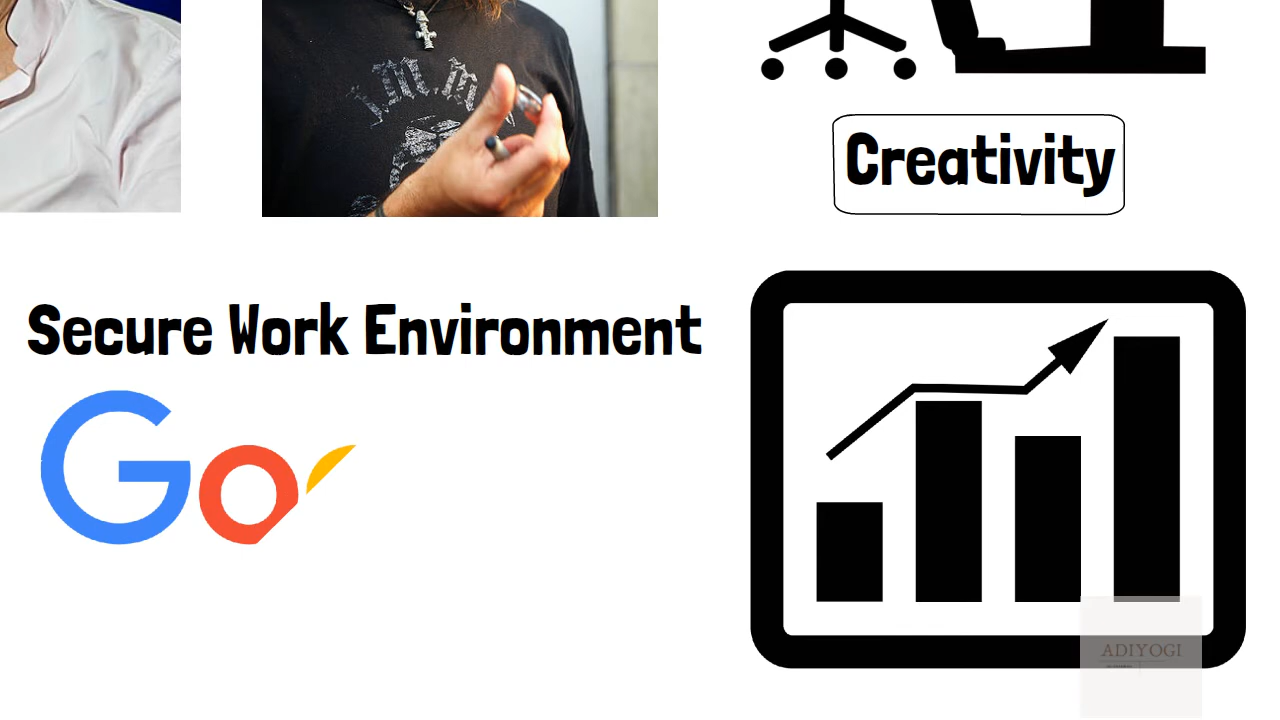 J.M.M.
Creativity
Secure Work Environment
Go
ADIYOGI